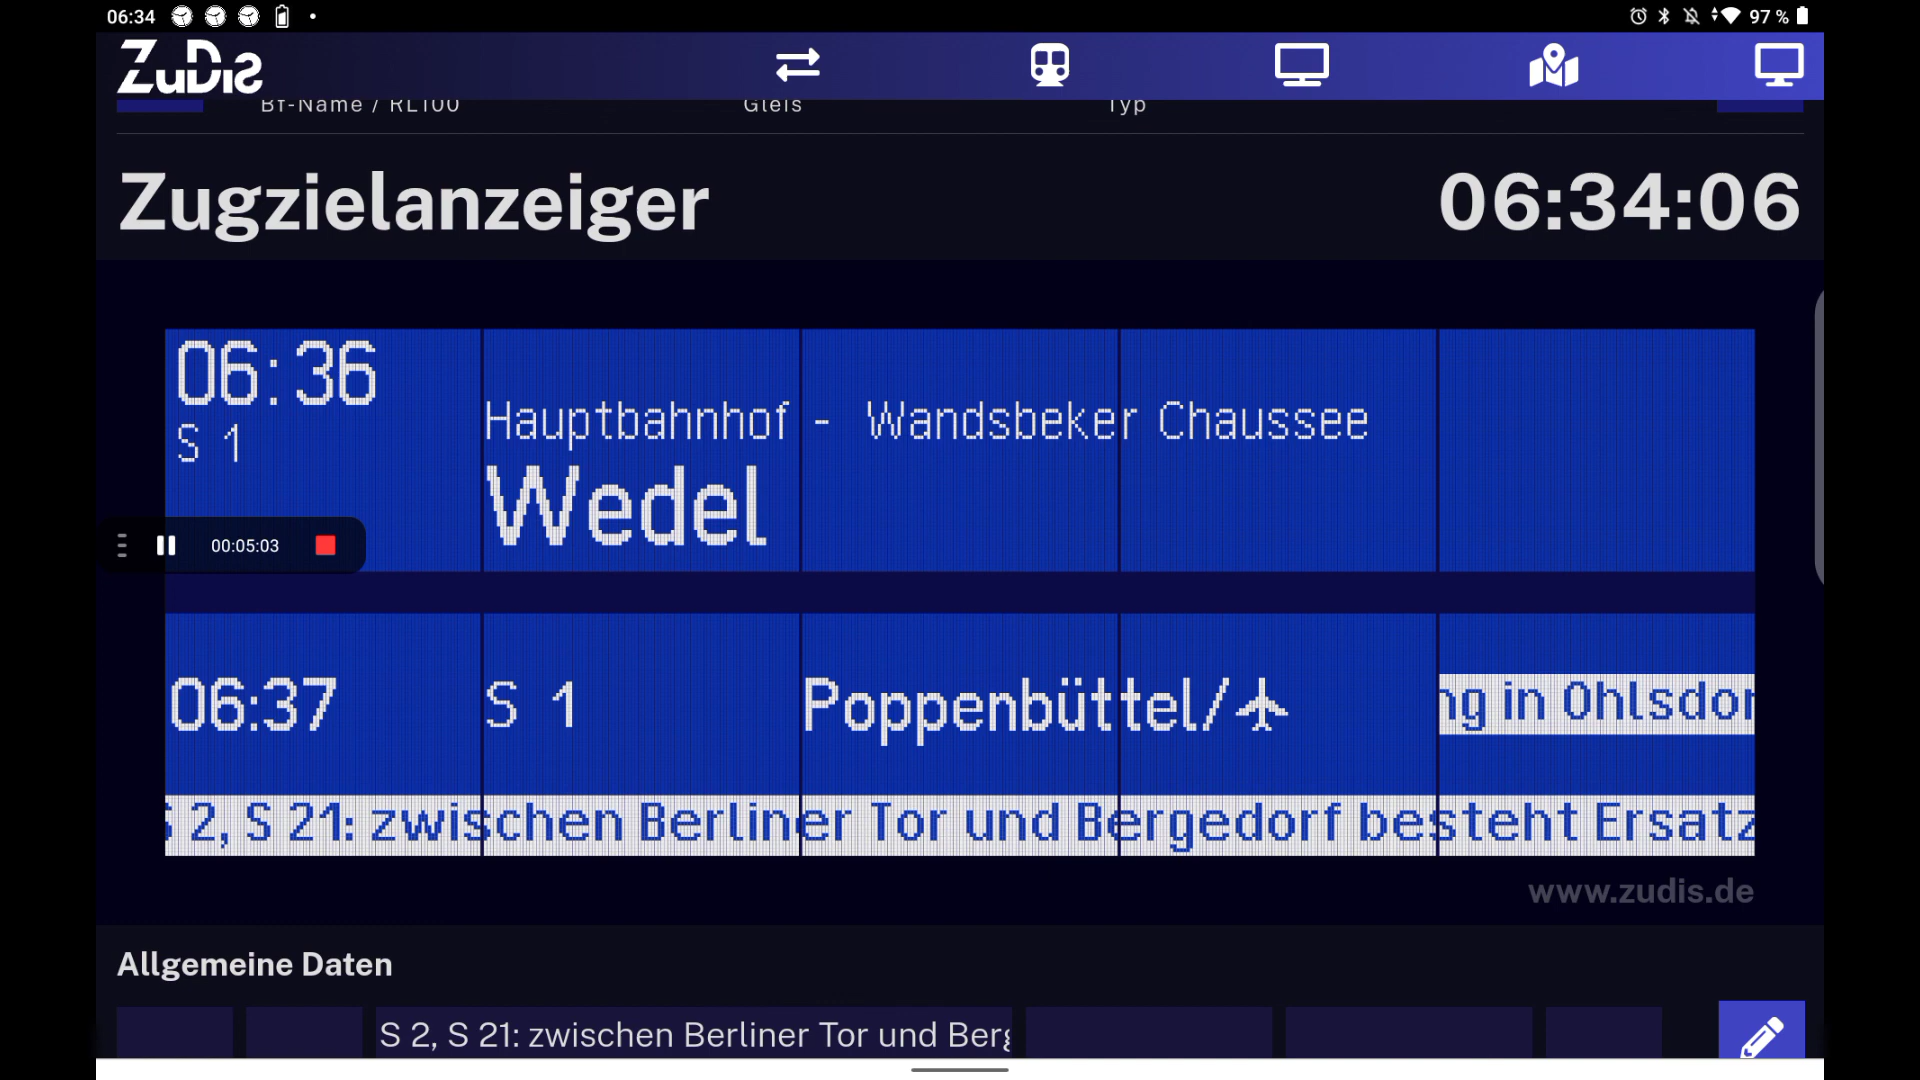 06:34
97 %
ZuDiS
Bf-Name / RL100
Gleis
Typ
Zugzielanzeiger
06:34:06
06:36
S 1
Hauptbahnhof - Wandsbeker Chaussee
Wedel
00:05:03
06:37
S 1
Poppenbüttel/✈
ng in Ohlsdor
S 2, S 21: zwischen Berliner Tor und Bergedorf besteht Ersatz
www.zudis.de
Allgemeine Daten
S 2, S 21: zwischen Berliner Tor und Berg